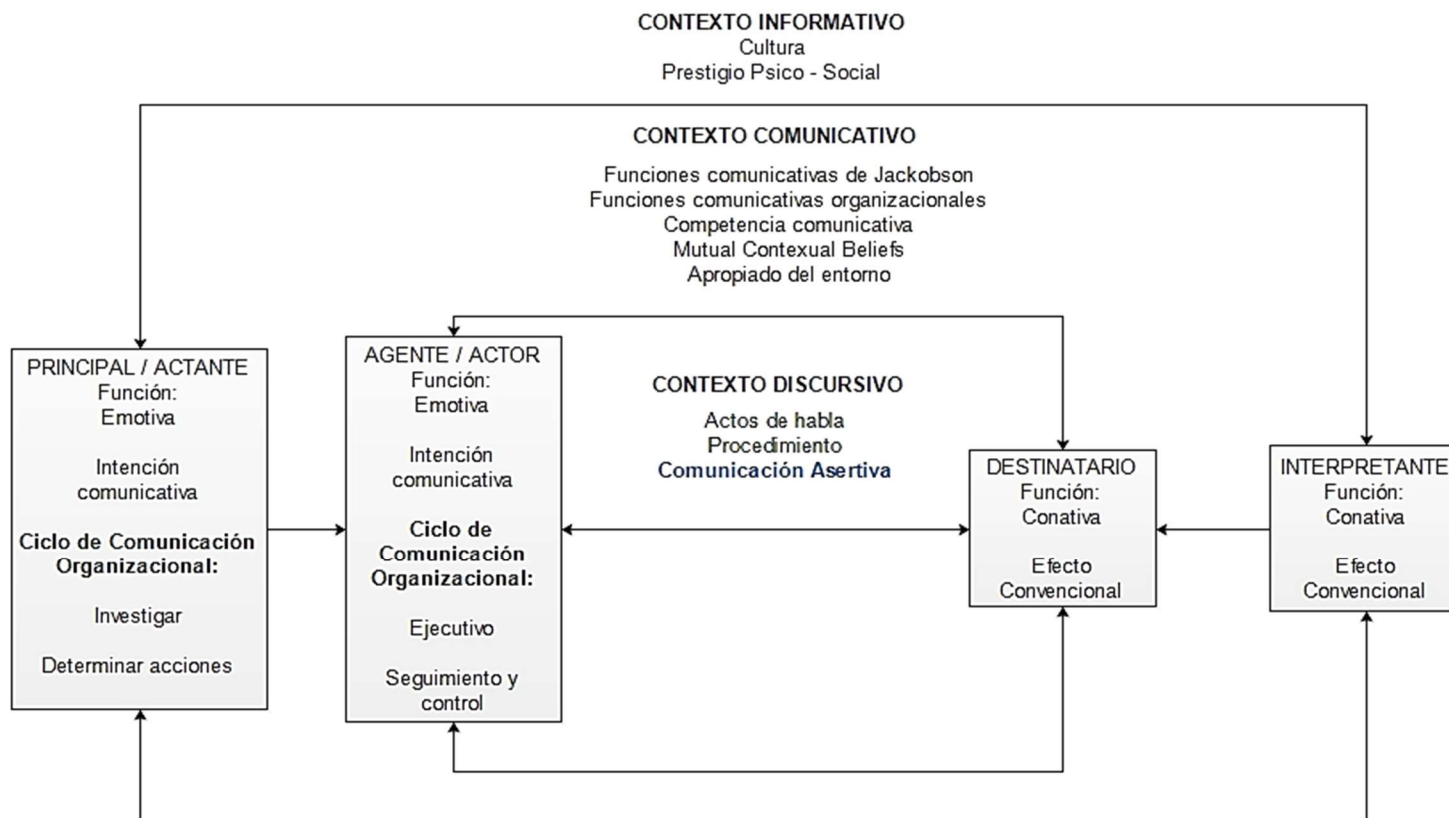 CONTEXTO INFORMATIVO
Cultura
Prestigio Psico - Social
CONTEXTO COMUNICATIVO
Funciones comunicativas de Jackobson
Funciones comunicativas organizacionales
Competencia comunicativa
Mutual Contexual Beliefs
Apropiado del entorno
PRINCIPAL / ACTANTE
Función:
Emotiva
Intención
comunicativa
Ciclo de Comunicación
Organizacional:
Investigar
Determinar acciones
AGENTE / ACTOR
Función:
Emotiva
Intención
comunicativa
Ciclo de
Comunicación
Organizacional:
Ejecutivo
Seguimiento y
control
CONTEXTO DISCURSIVO
Actos de habla
Procedimiento
Comunicación Asertiva
DESTINATARIO
Función:
Conativa
Efecto
Convencional
INTERPRETANTE
Función:
Conativa
Efecto
Convencional